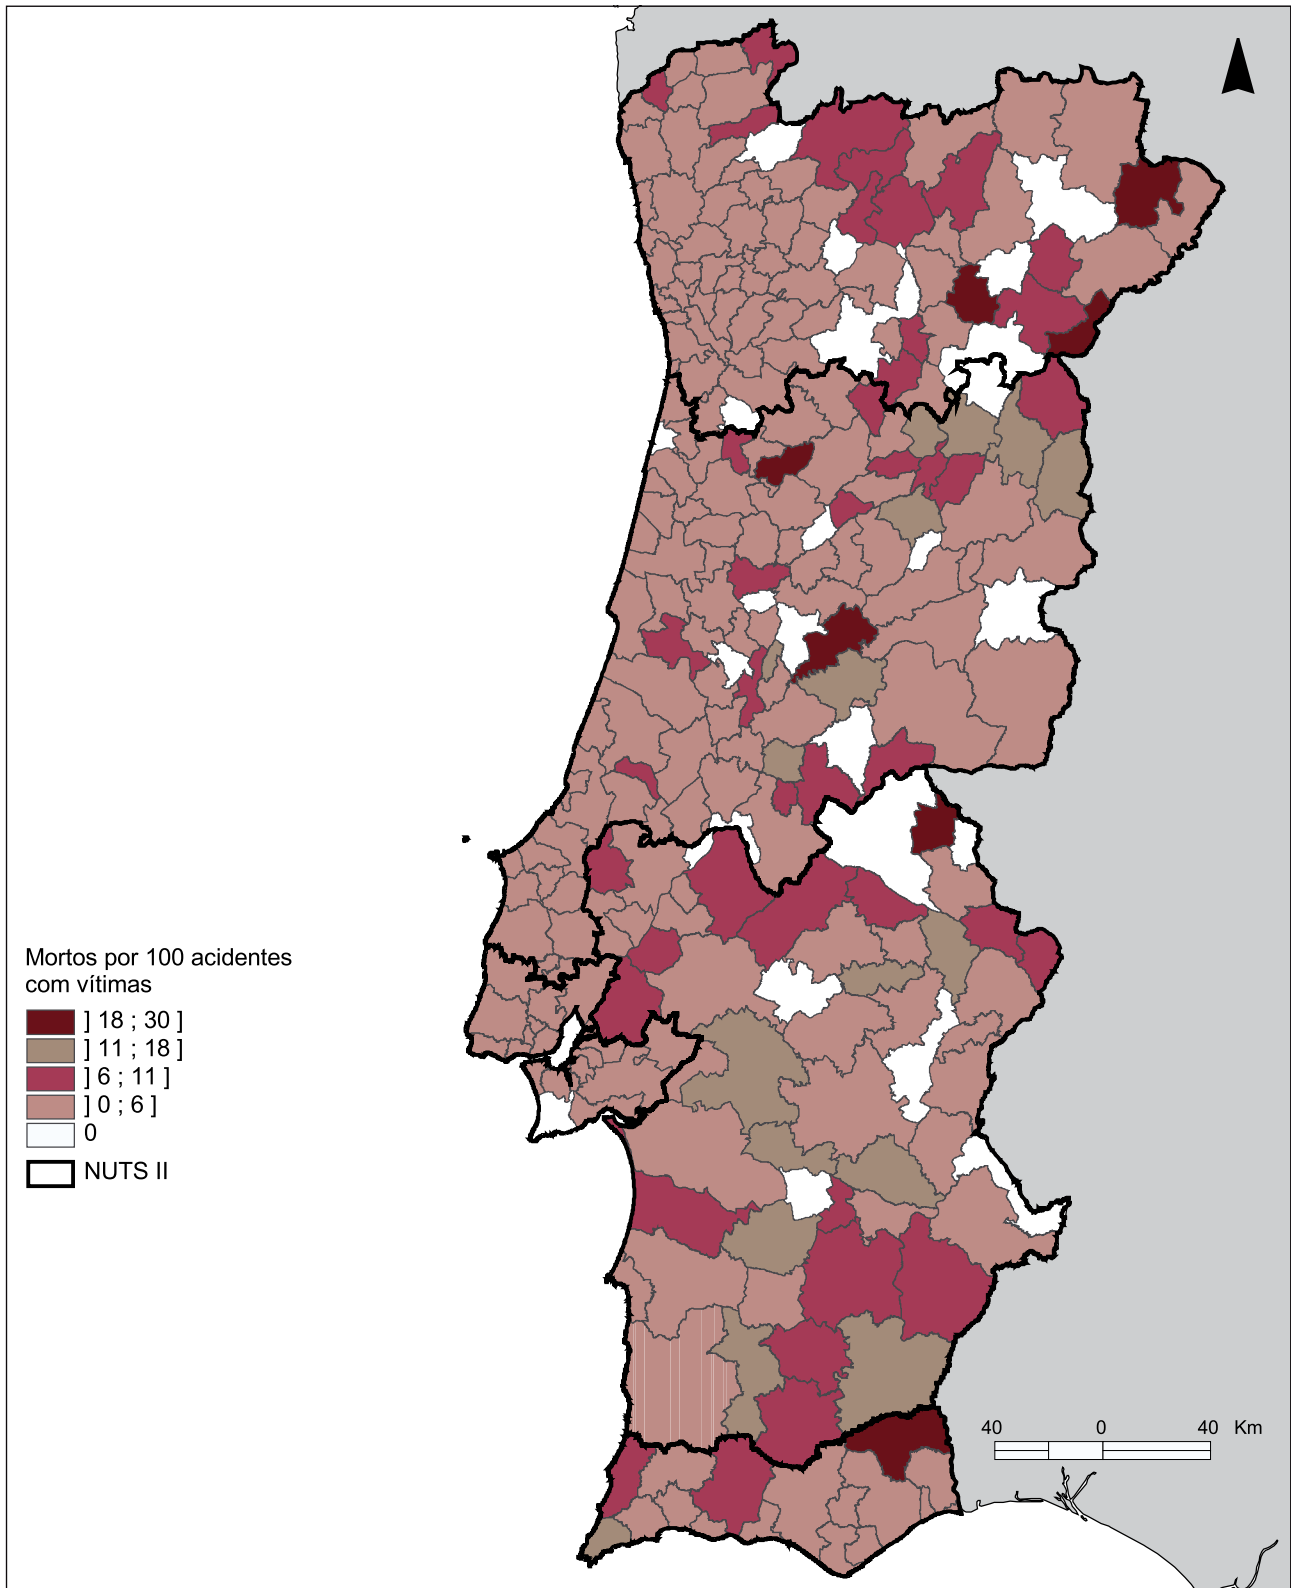 Mortos por 100 acidentes
com vítimas
] 18 ; 30 ]
] 11 ; 18 ]
] 6 ; 11 ]
] 0 ; 6 ]
0
NUTS II
40 0 40 Km